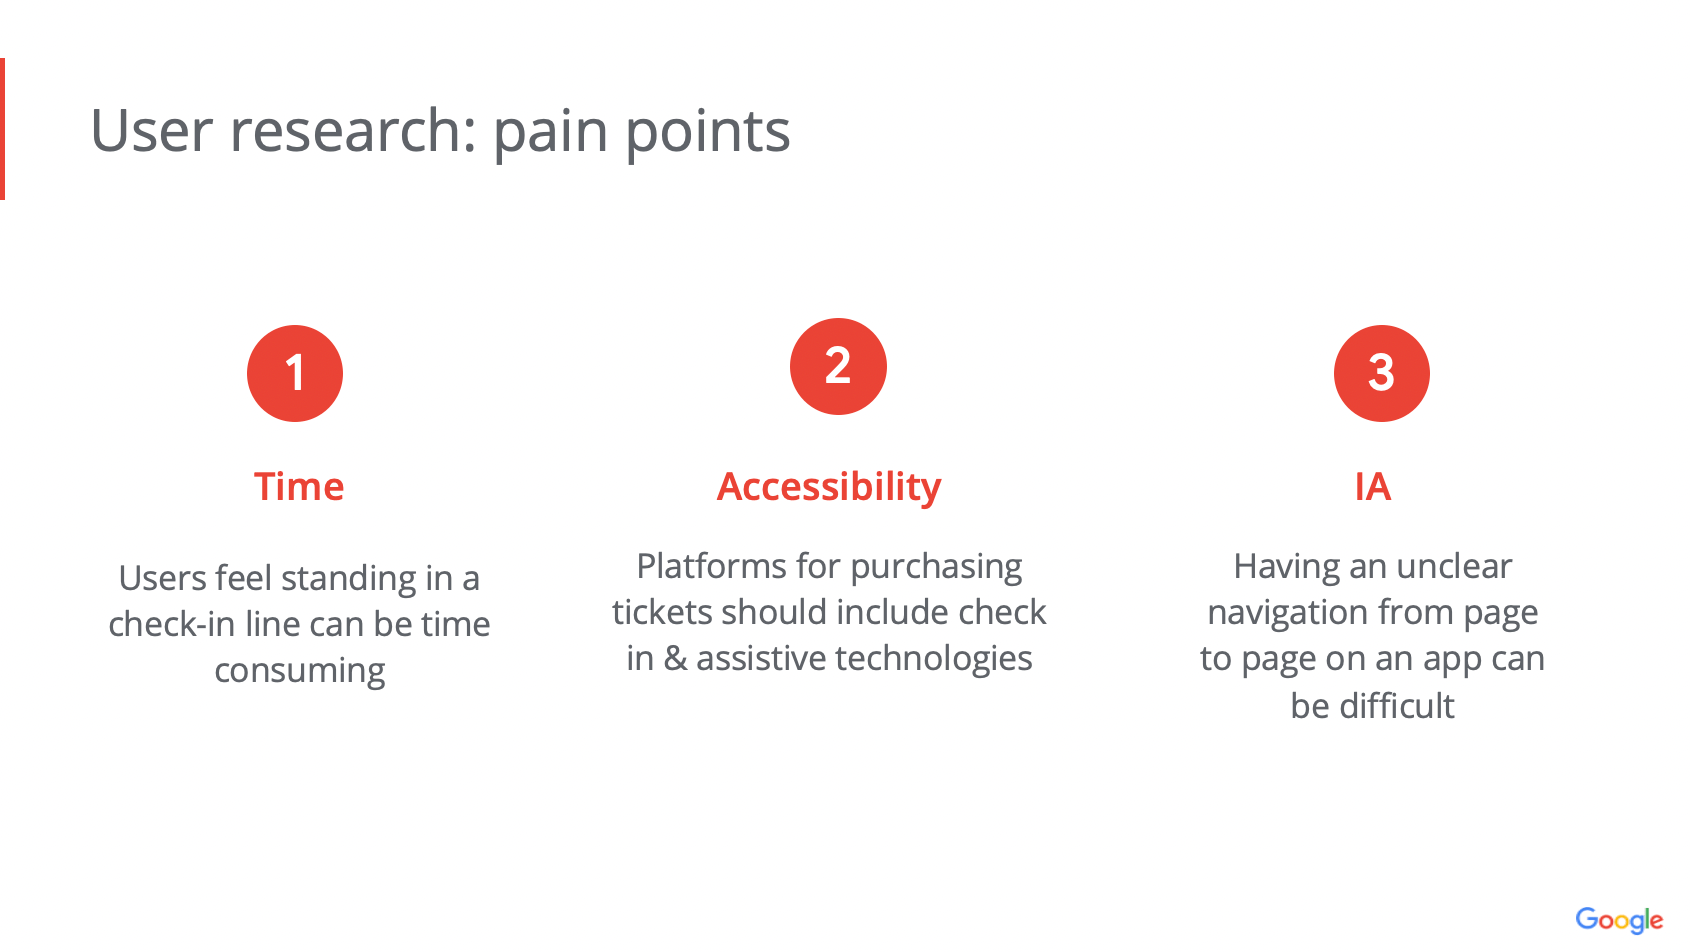 User research: pain points
1
Time
Users feel standing in a
check-in line can be time
consuming
2
Accessibility
Platforms for purchasing
tickets should include check
in & assistive technologies
3
IA
Having an unclear
navigation from page
to page on an app can
be difficult
Google